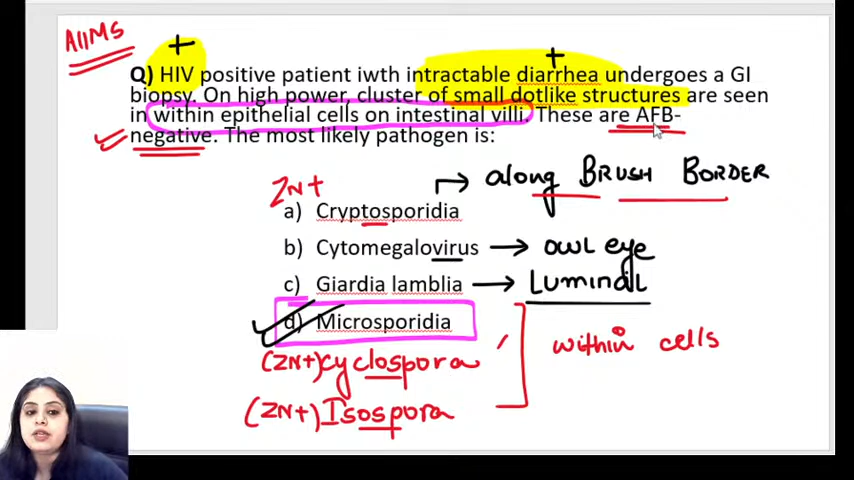 AIIMS
+ +
Q) HIV positive patient iwth intractable diarrhea undergoes a GI
biopsy. On high power, cluster of small dotlike structures are seen
in within epithelial cells on intestinal villi. These are AFB-
negative. The most likely pathogen is:
ZN+ → along BRUSH BORDER
a) Cryptosporidia
b) Cytomegalovirus → owl eye
c) Giardia lamblia → Luminal
d) Microsporidia
(ZN+) Cyclospora within cells
(ZN+) Isospora